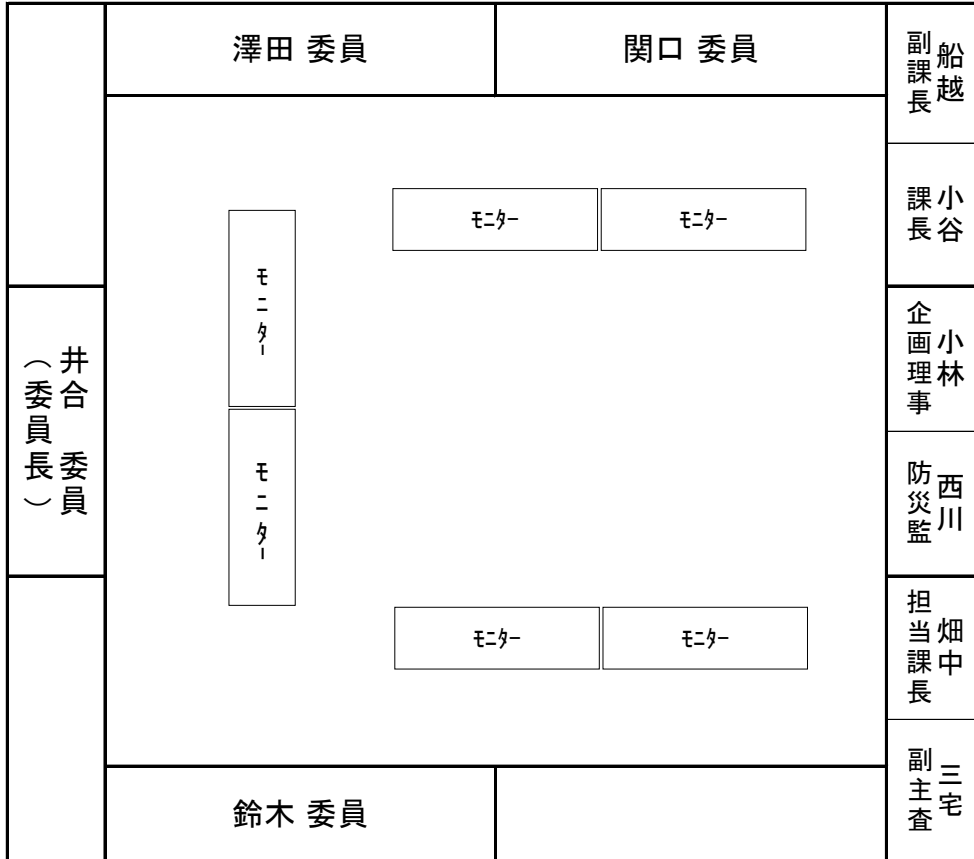 澤田 委員
関口 委員
船越
副課長
小谷
課長
小林
企画理事
西川
防災監
畑中
担当課長
三宅
副主査
井合 委員
（委員長）
ﾓﾆﾀｰ
ﾓﾆﾀｰ
ﾓﾆﾀｰ
ﾓﾆﾀｰ
ﾓﾆﾀｰ
ﾓﾆﾀｰ
鈴木 委員